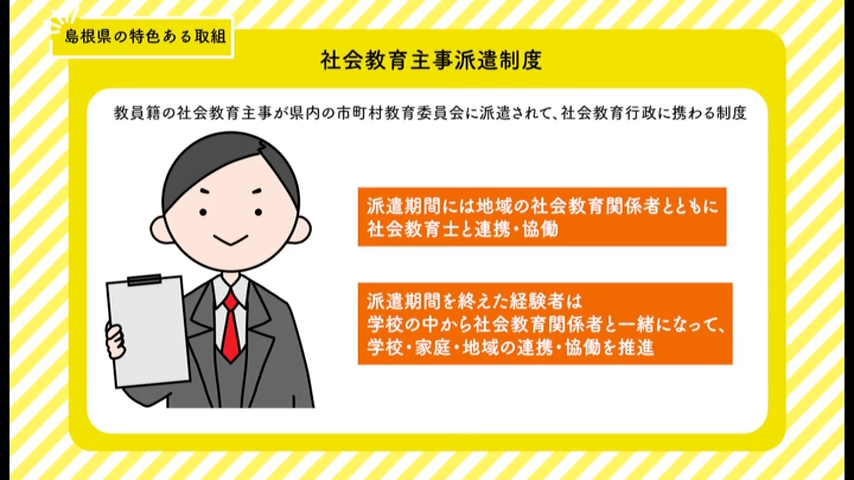 島根県の特色ある取組
社会教育主事派遣制度
教員籍の社会教育主事が県内の市町村教育委員会に派遣されて、社会教育行政に携わる制度
派遣期間には地域の社会教育関係者とともに
社会教育士と連携・協働
派遣期間を終えた経験者は
学校の中から社会教育関係者と一緒になって、
学校・家庭・地域の連携・協働を推進